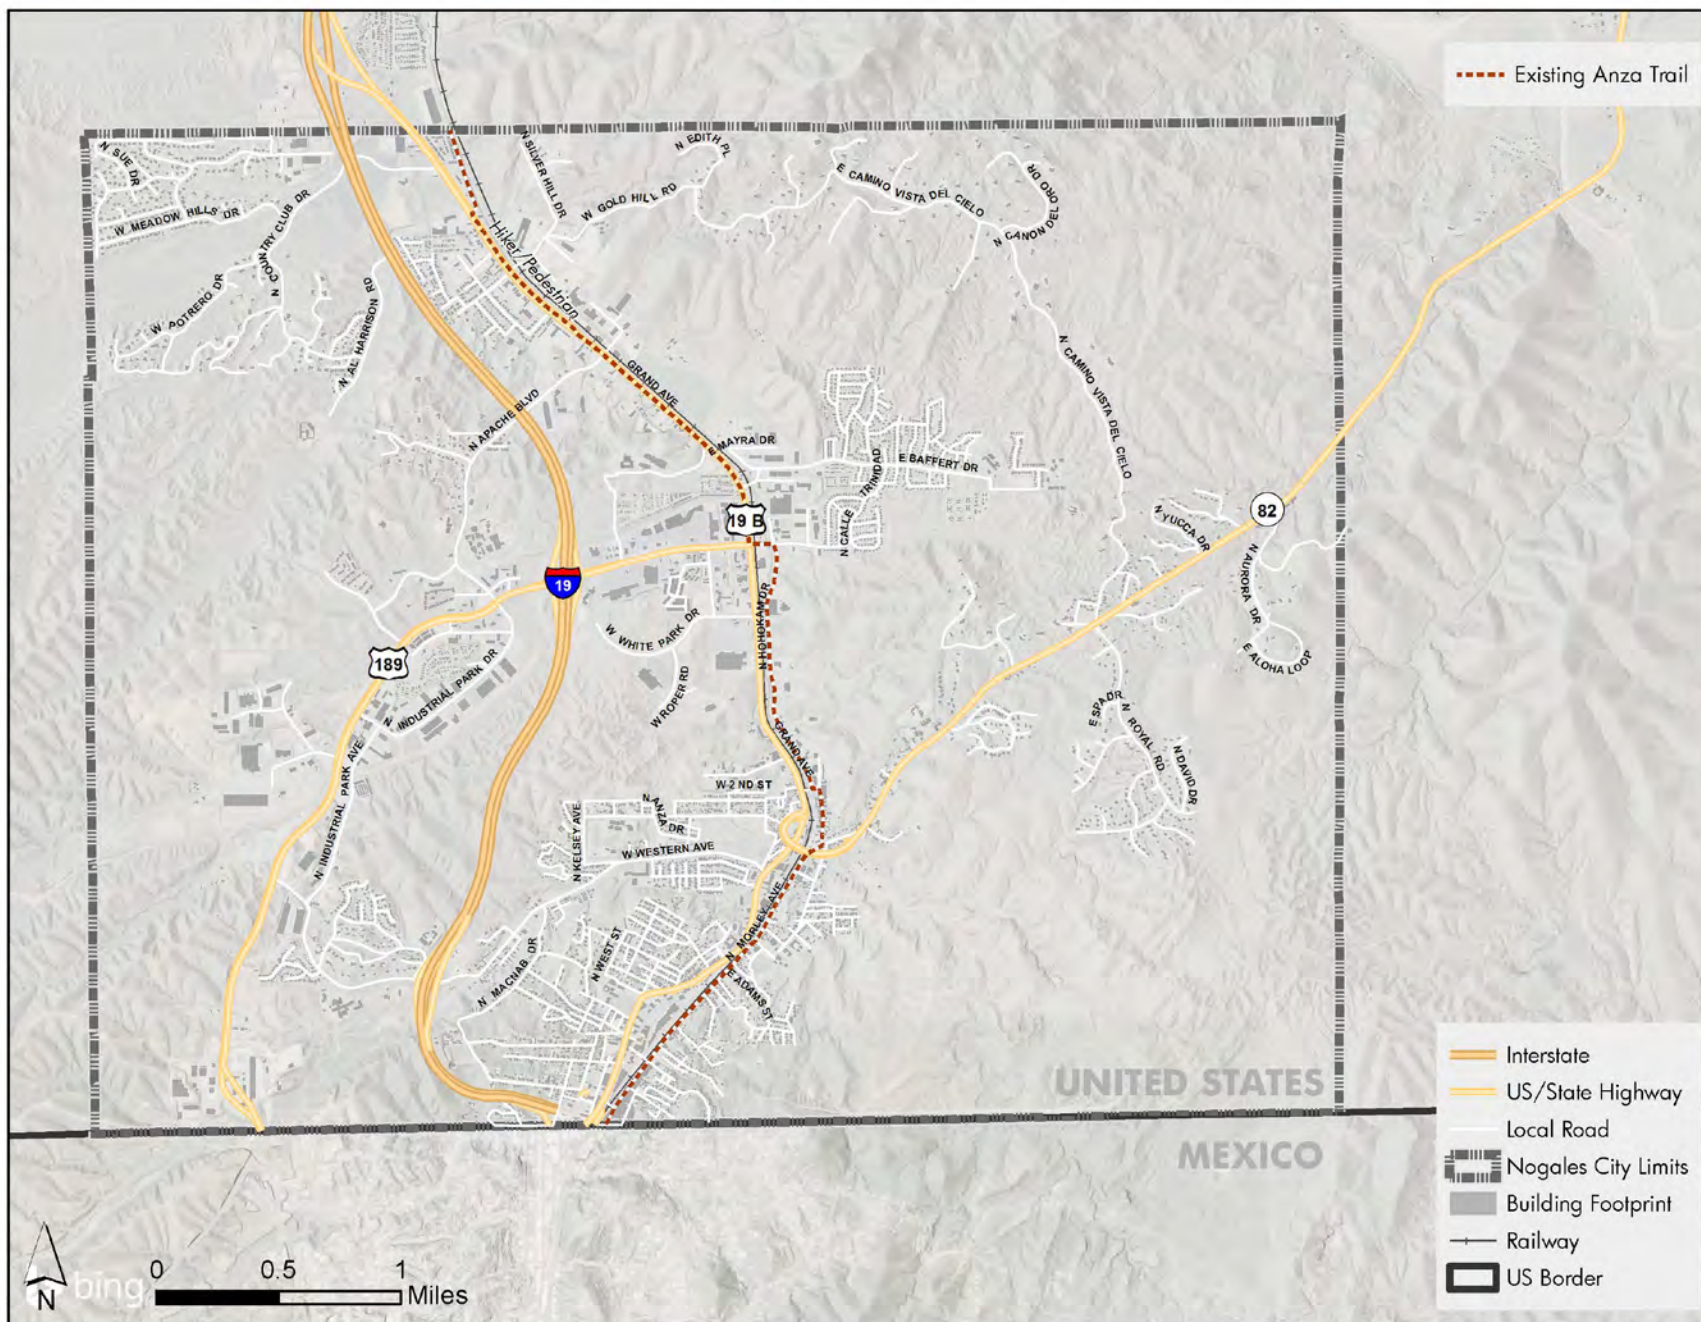 Existing Anza Trail
N SUE DR
N SILVER HILL DR
N EDITH PL
E CAMINO VISTA DEL CIELO
N CANON DEL ORO DR
W GOLD HILL RD
W MEADOW HILLS DR
N COUNTRY CLUB DR
Hiker/Pedestrian
W POTRERO DR
N AL HARRISON RD
GRAND AVE
N CAMINO VISTA DEL CIELO
N APACHE BLVD
E MAYRA DR
E BAFFERT DR
N CALLE TRINIDAD
19 B
82
N YUCCA DR
N AURORA DR
E ALOHA LOOP
19
189
N HOHOKAM DR
W WHITE PARK DR
W ROPER RD
N INDUSTRIAL PARK DR
E SPA DR
N ROYAL RD
N DAVID DR
GRAND AVE
W 2ND ST
N ANZA DR
N KELSEY AVE
W WESTERN AVE
N INDUSTRIAL PARK AVE
N MORLEY AVE
N WEST ST
N MACNAB DR
E ADAMS ST
UNITED STATES
MEXICO
Interstate
US/State Highway
Local Road
Nogales City Limits
Building Footprint
Railway
US Border
N
bing
0 0.5 1
Miles